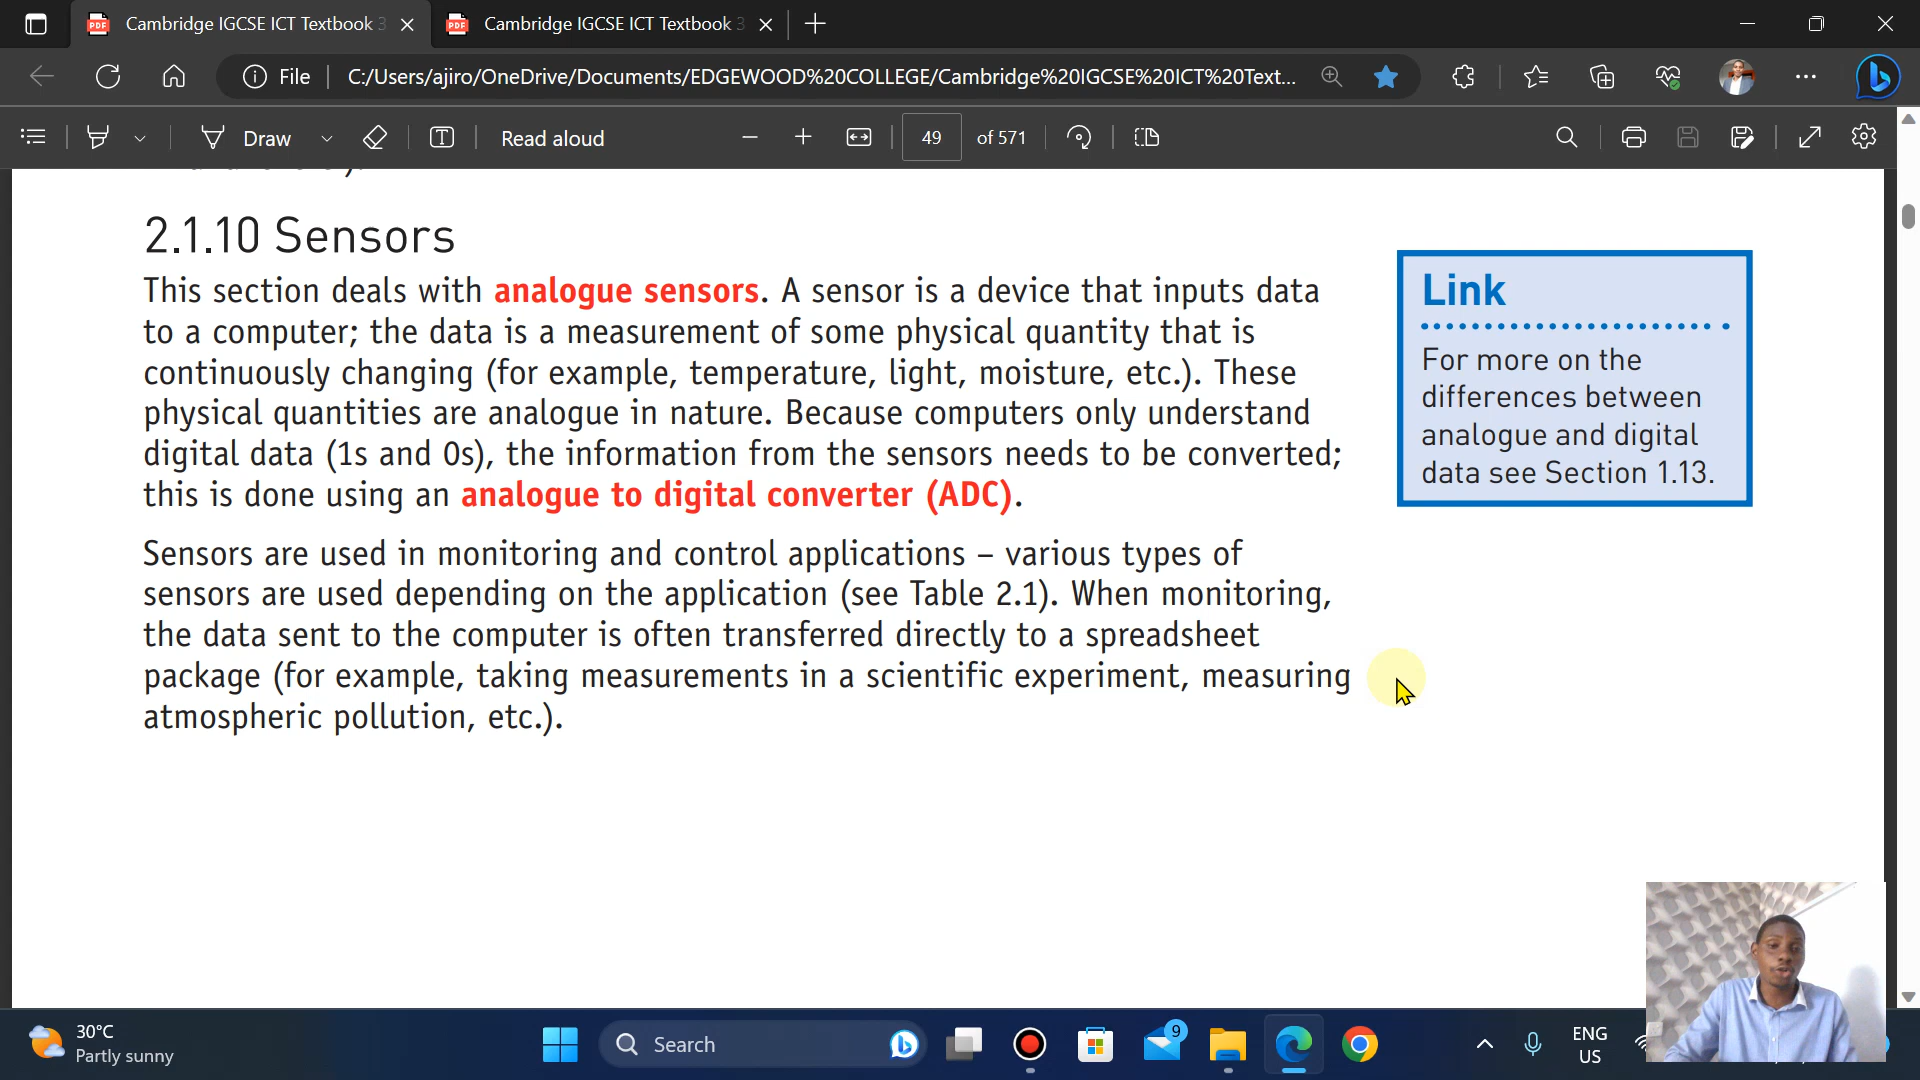 Cambridge IGCSE ICT Textbook 3
Cambridge IGCSE ICT Textbook 3
File
C:/Users/ajiro/OneDrive/Documents/EDGEWOOD%20COLLEGE/Cambridge%20IGCSE%20ICT%20Text...
Draw
Read aloud
49
of 571
2.1.10 Sensors
This section deals with analogue sensors. A sensor is a device that inputs data
to a computer; the data is a measurement of some physical quantity that is
continuously changing (for example, temperature, light, moisture, etc.). These
physical quantities are analogue in nature. Because computers only understand
digital data (1s and 0s), the information from the sensors needs to be converted;
this is done using an analogue to digital converter (ADC).
Sensors are used in monitoring and control applications – various types of
sensors are used depending on the application (see Table 2.1). When monitoring,
the data sent to the computer is often transferred directly to a spreadsheet
package (for example, taking measurements in a scientific experiment, measuring
atmospheric pollution, etc.).
Link
For more on the
differences between
analogue and digital
data see Section 1.13.
30°C
Partly sunny
Search
9
ENG
US